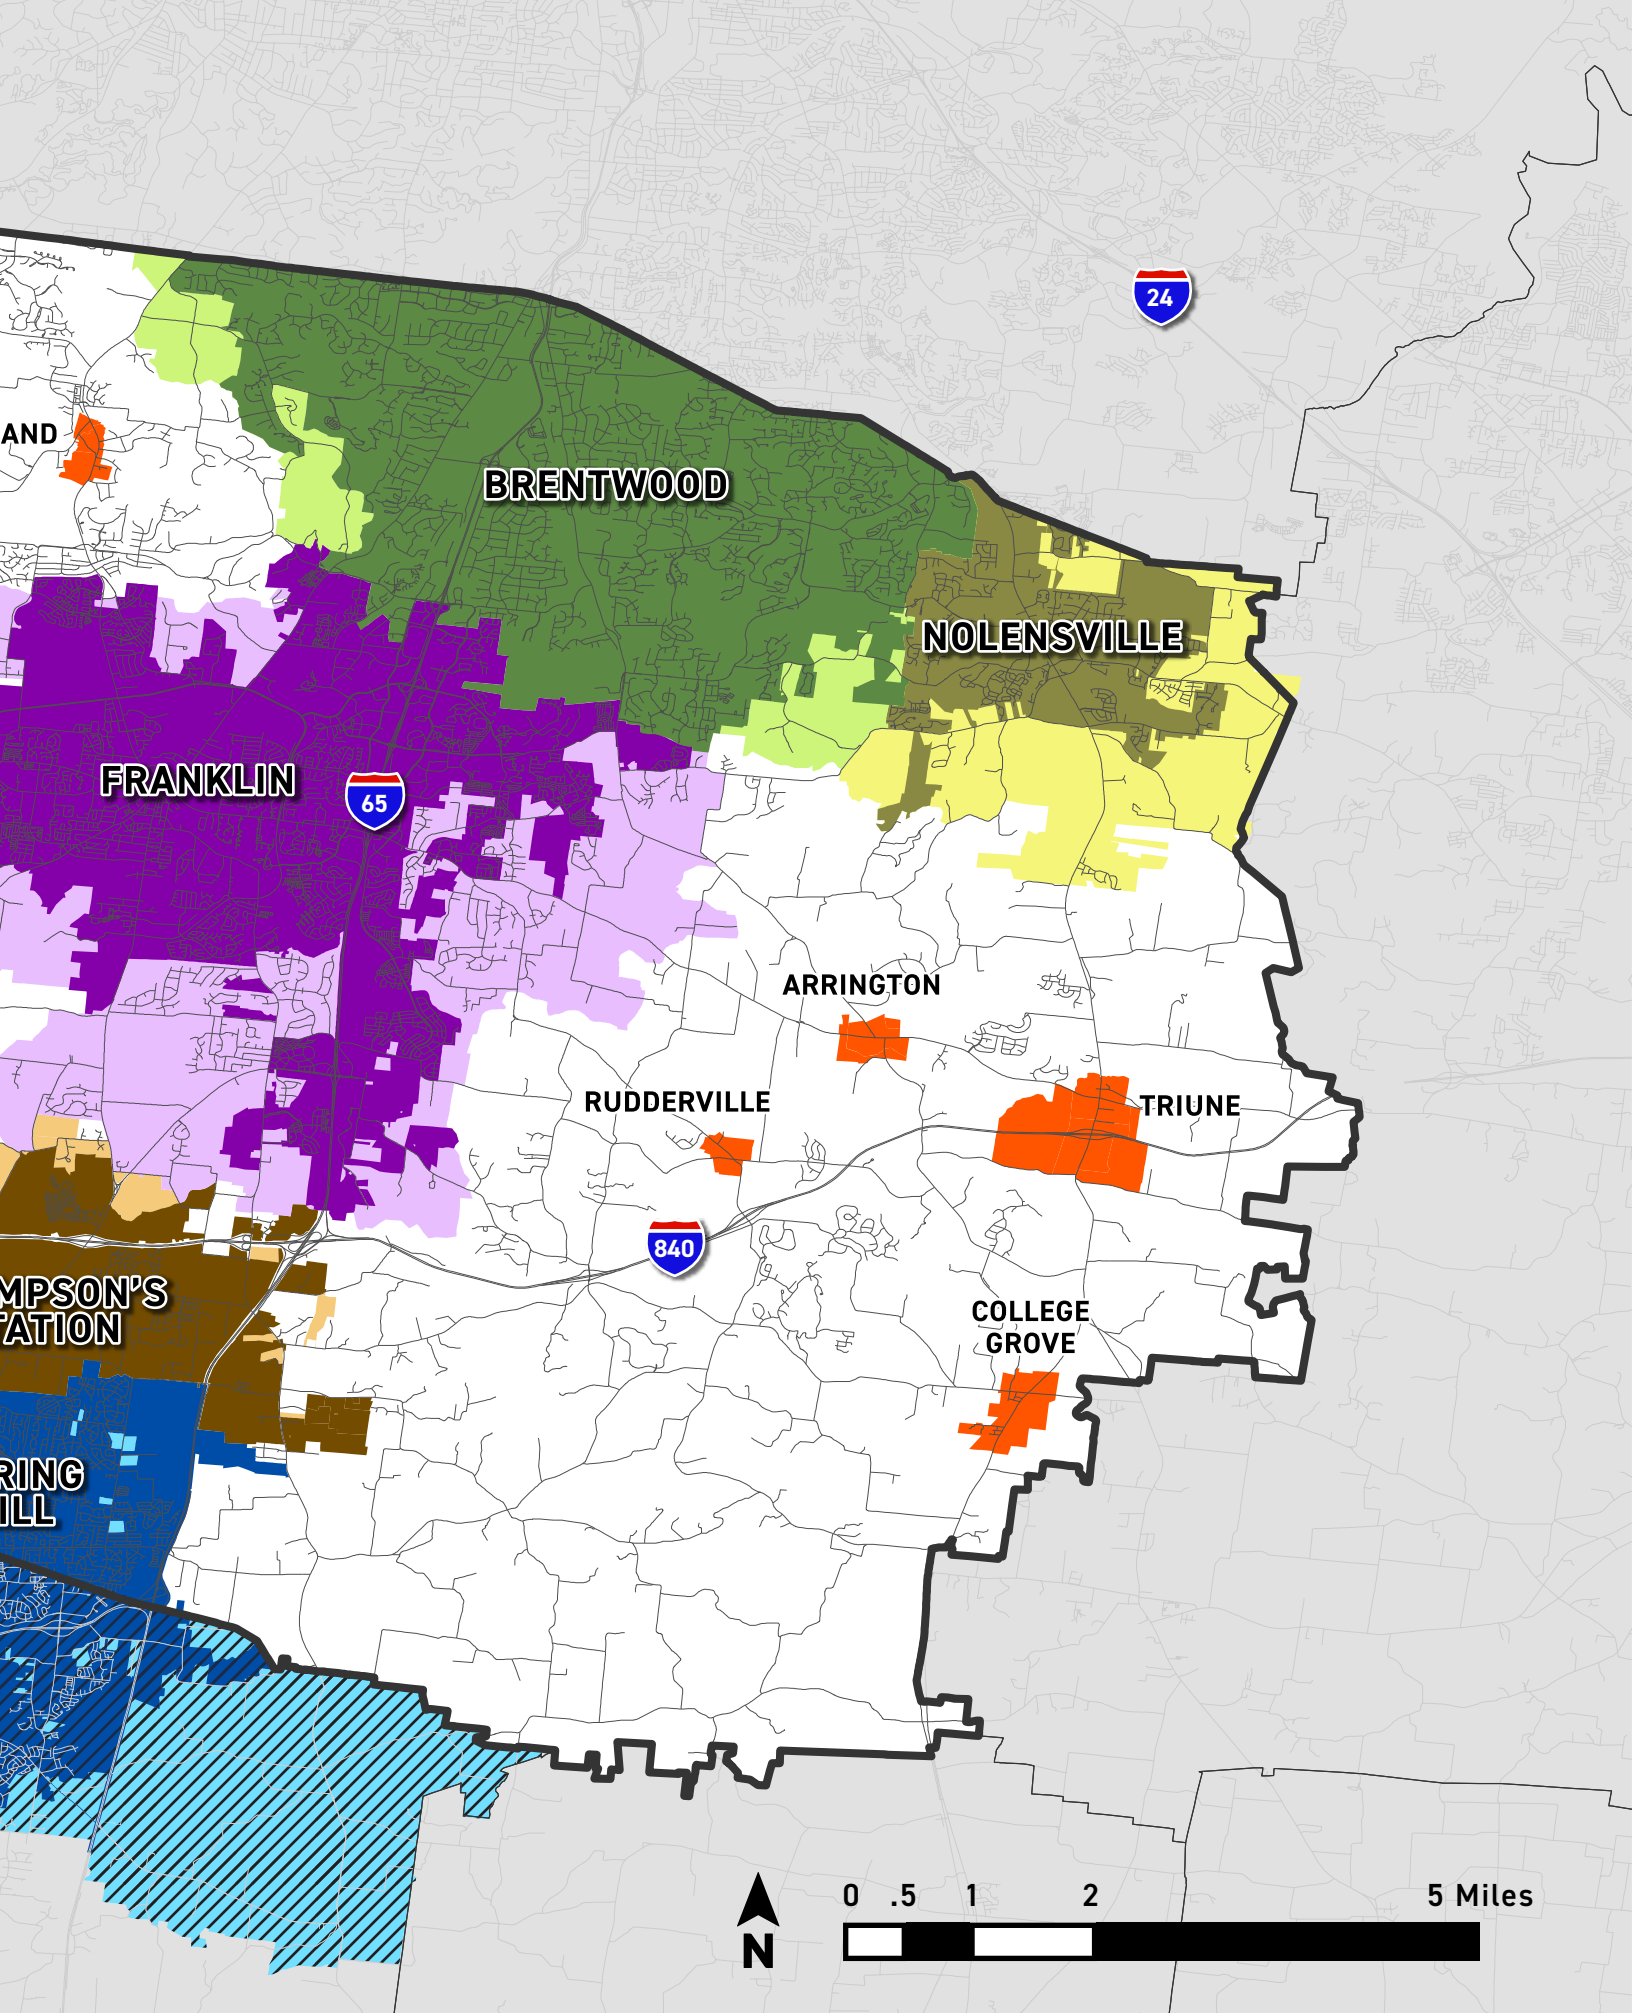 24
AND
BRENTWOOD
NOLENSVILLE
FRANKLIN
65
ARRINGTON
RUDDERVILLE
TRIUNE
840
MPSON'S
TATION
COLLEGE
GROVE
RING
ILL
0 .5 1 2 5 Miles
N